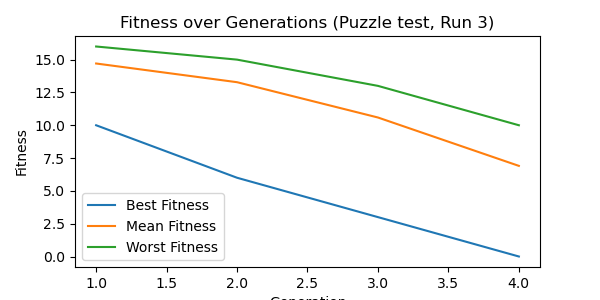 Fitness over Generations (Puzzle test, Run 3)
15.0
12.5
10.0
7.5
5.0
2.5
0.0
Fitness
Best Fitness
Mean Fitness
Worst Fitness
1.0 1.5 2.0 2.5 3.0 3.5 4.0
Generation